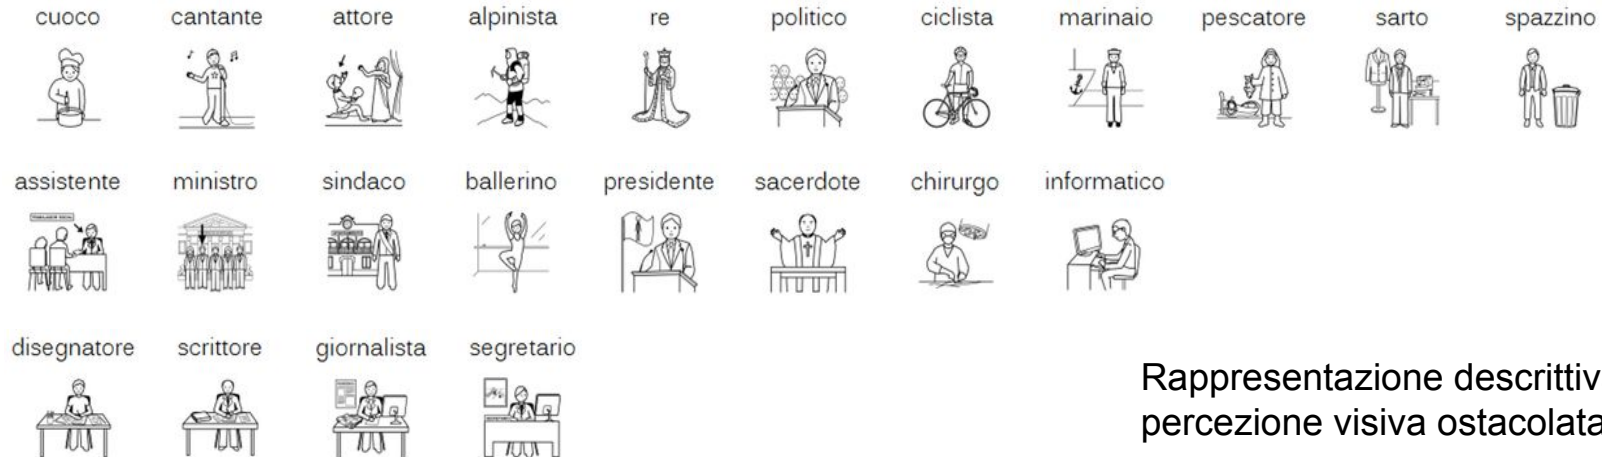 cuoco cantante attore alpinista re politico ciclista marinaio pescatore sarto spazzino
assistente ministro sindaco ballerino presidente sacerdote chirurgo informatico
disegnatore scrittore giornalista segretario
Rappresentazione descrittiv
percezione visiva ostacolata